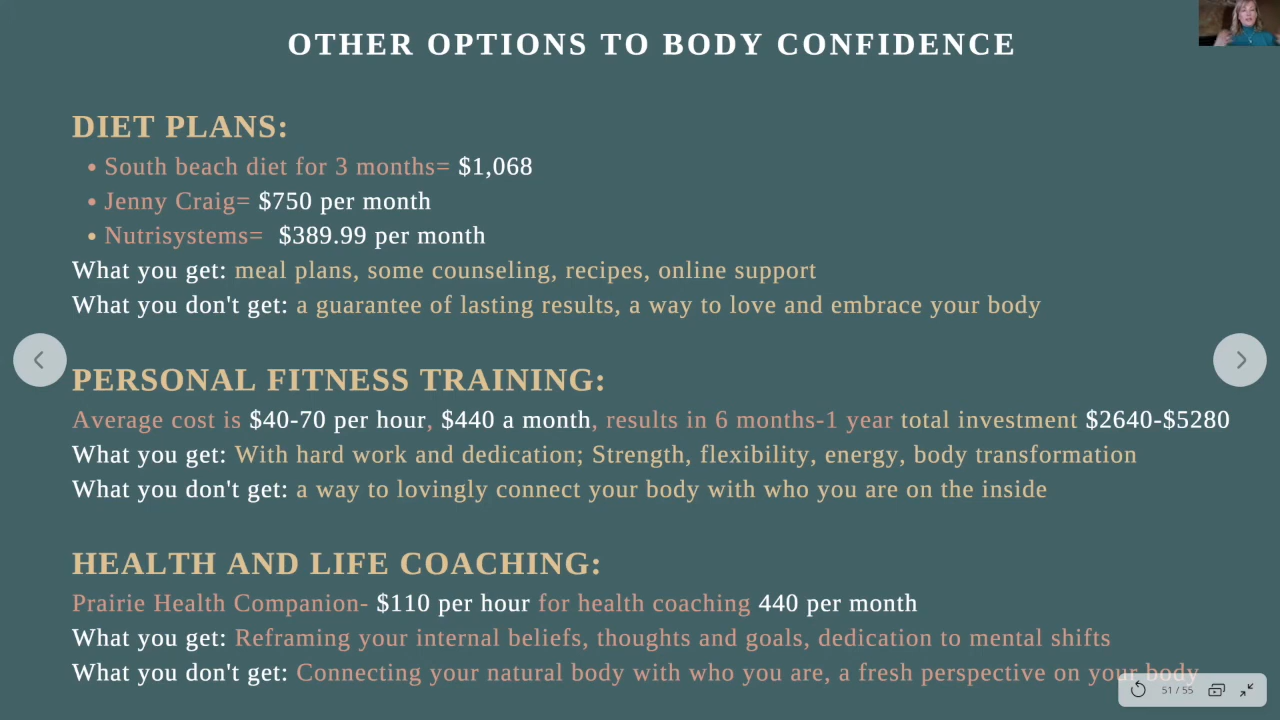 OTHER OPTIONS TO BODY CONFIDENCE
DIET PLANS:
• South beach diet for 3 months= $1,068
• Jenny Craig= $750 per month
• Nutrisystems= $389.99 per month
What you get: meal plans, some counseling, recipes, online support
What you don't get: a guarantee of lasting results, a way to love and embrace your body
PERSONAL FITNESS TRAINING:
Average cost is $40-70 per hour, $440 a month, results in 6 months-1 year total investment $2640-$5280
What you get: With hard work and dedication; Strength, flexibility, energy, body transformation
What you don't get: a way to lovingly connect your body with who you are on the inside
HEALTH AND LIFE COACHING:
Prairie Health Companion- $110 per hour for health coaching 440 per month
What you get: Reframing your internal beliefs, thoughts and goals, dedication to mental shifts
What you don't get: Connecting your natural body with who you are, a fresh perspective on your body
51 / 55